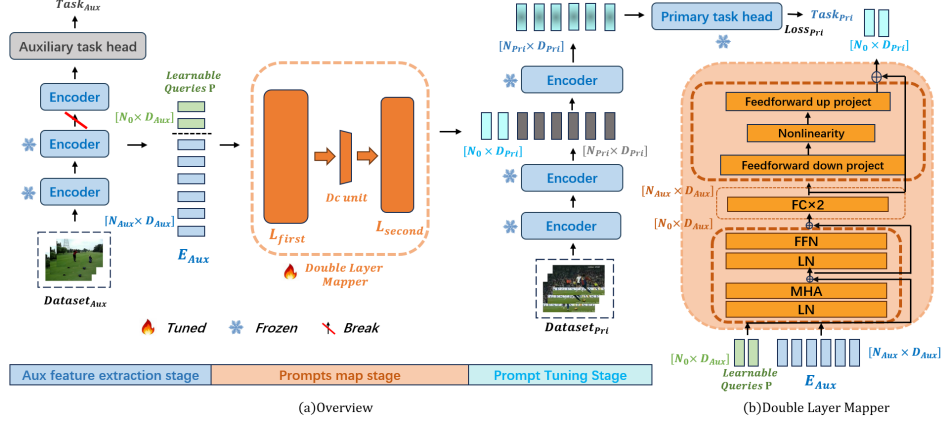 Task_Aux
Auxiliary task head
Encoder
Encoder
Encoder
Dataset_Aux
Learnable
Queries P
[N_0 × D_Aux]
[N_Aux × D_Aux]
E_Aux
L_first
Dc unit
L_second
Double Layer
Mapper
Tuned
Frozen
Break
[N_Pri × D_Pri]
Encoder
[N_0 × D_Pri]
[N_Pri × D_Pri]
Encoder
Encoder
Dataset_Pri
Primary task head
Task_Pri
Loss_Pri
[N_0 × D_Pri]
Feedforward up project
Nonlinearity
Feedforward down project
[N_Aux × D_Aux]
FC×2
[N_0 × D_Aux]
FFN
LN
MHA
LN
[N_0 × D_Aux]
Learnable
Queries P
E_Aux
[N_Aux × D_Aux]
Aux feature extraction stage
Prompts map stage
Prompt Tuning Stage
(a)Overview
(b)Double Layer Mapper